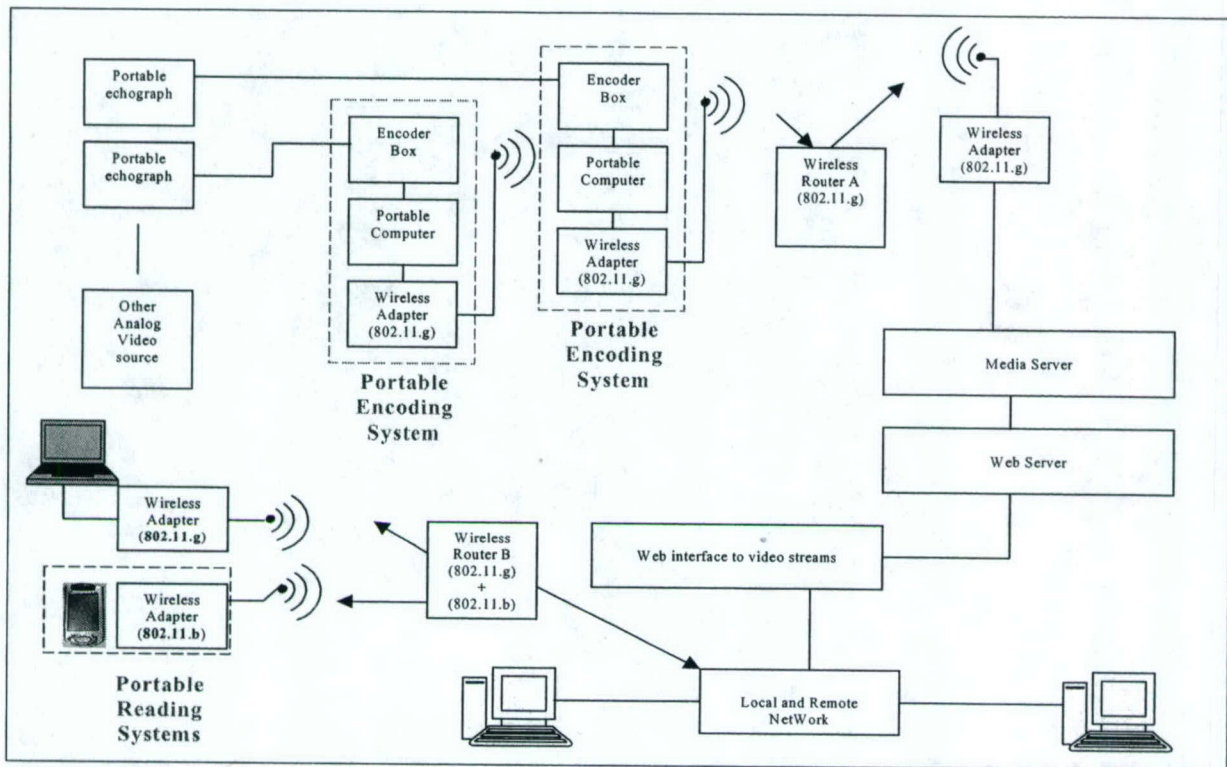 Portable
echograph
Portable
echograph
Other
Analog
Video
source
Encoder
Box
Portable
Computer
Wireless
Adapter
(802.11.g)
Portable
Encoding
System
Encoder
Box
Portable
Computer
Wireless
Adapter
(802.11.g)
Portable
Encoding
System
Wireless
Router A
(802.11.g)
Wireless
Adapter
(802.11.g)
Media Server
Web Server
Web interface to video streams
Wireless
Adapter
(802.11.g)
Wireless
Adapter
(802.11.b)
Portable
Reading
Systems
Wireless
Router B
(802.11.g)
+
(802.11.b)
Local and Remote
NetWork